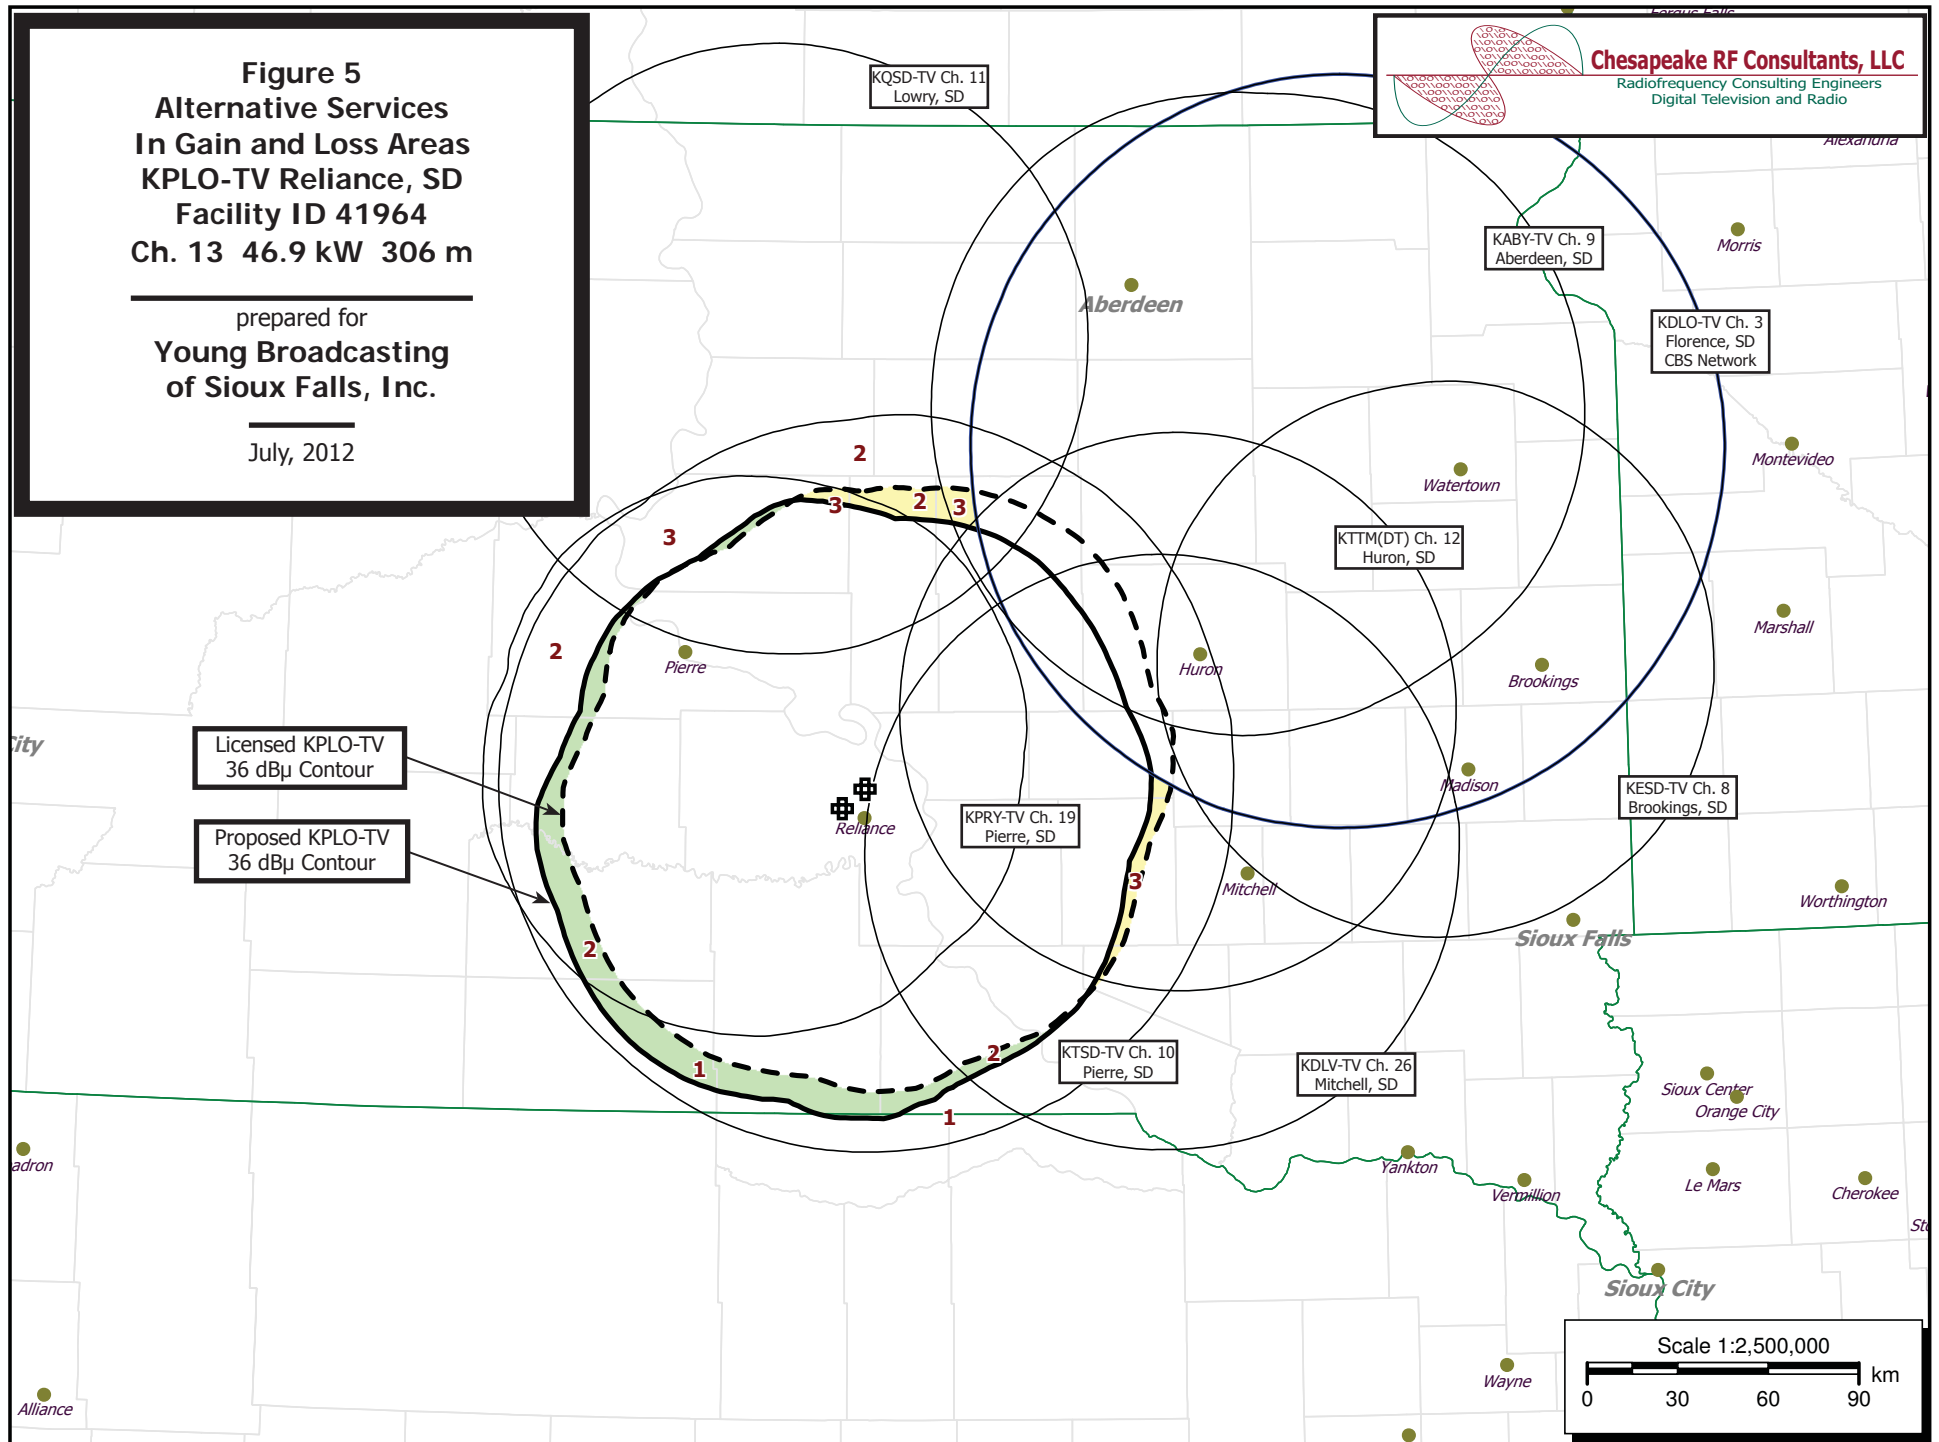 Figure 5
Alternative Services
In Gain and Loss Areas
KPLO-TV Reliance, SD
Facility ID 41964
Ch. 13 46.9 kW 306 m
prepared for
Young Broadcasting
of Sioux Falls, Inc.
July, 2012
Chesapeake RF Consultants, LLC
Radiofrequency Consulting Engineers
Digital Television and Radio
Fergus Falls
Alexandria
KQSD-TV Ch. 11
Lowry, SD
KABY-TV Ch. 9
Aberdeen, SD
Morris
Aberdeen
KDLO-TV Ch. 3
Florence, SD
CBS Network
2
Montevideo
Watertown
3
2
3
3
KTTM(DT) Ch. 12
Huron, SD
Marshall
2
Pierre
Huron
Brookings
City
Licensed KPLO-TV
36 dBµ Contour
Madison
KESD-TV Ch. 8
Brookings, SD
Reliance
KPRY-TV Ch. 19
Pierre, SD
Proposed KPLO-TV
36 dBµ Contour
3
Mitchell
Worthington
Sioux Falls
2
2
1
KTSD-TV Ch. 10
Pierre, SD
KDLV-TV Ch. 26
Mitchell, SD
Sioux Center
Orange City
1
adron
Yankton
Vermillion
Le Mars
Cherokee
Sto
Sioux City
Scale 1:2,500,000
km
0 30 60 90
Wayne
Alliance